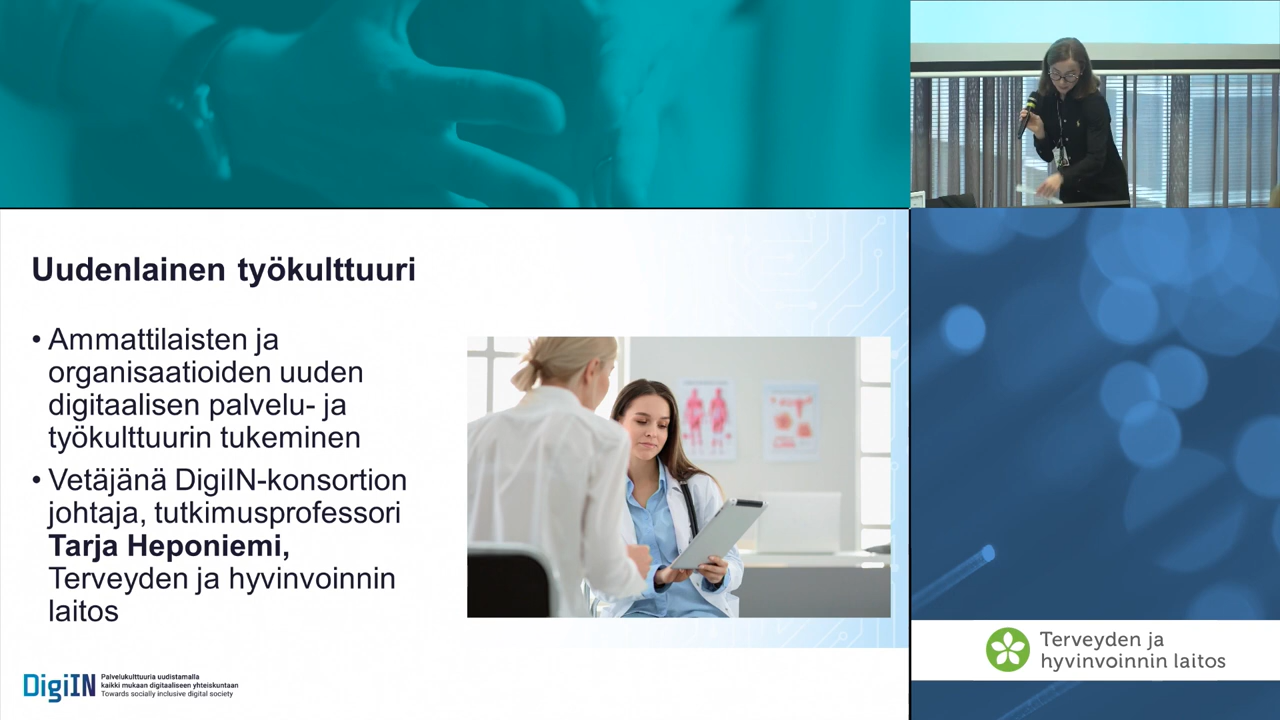 Uudenlainen työkulttuuri
• Ammattilaisten ja
organisaatioiden uuden
digitaalisen palvelu- ja
työkulttuurin tukeminen
• Vetäjänä DigiIN-konsortion
johtaja, tutkimusprofessori
Tarja Heponiemi,
Terveyden ja hyvinvoinnin
laitos
DigiIN
Palvelukulttuuria uudistamalla
kaikki mukaan digitaaliseen yhteiskuntaan
Towards socially inclusive digital society
Terveyden ja
hyvinvoinnin laitos